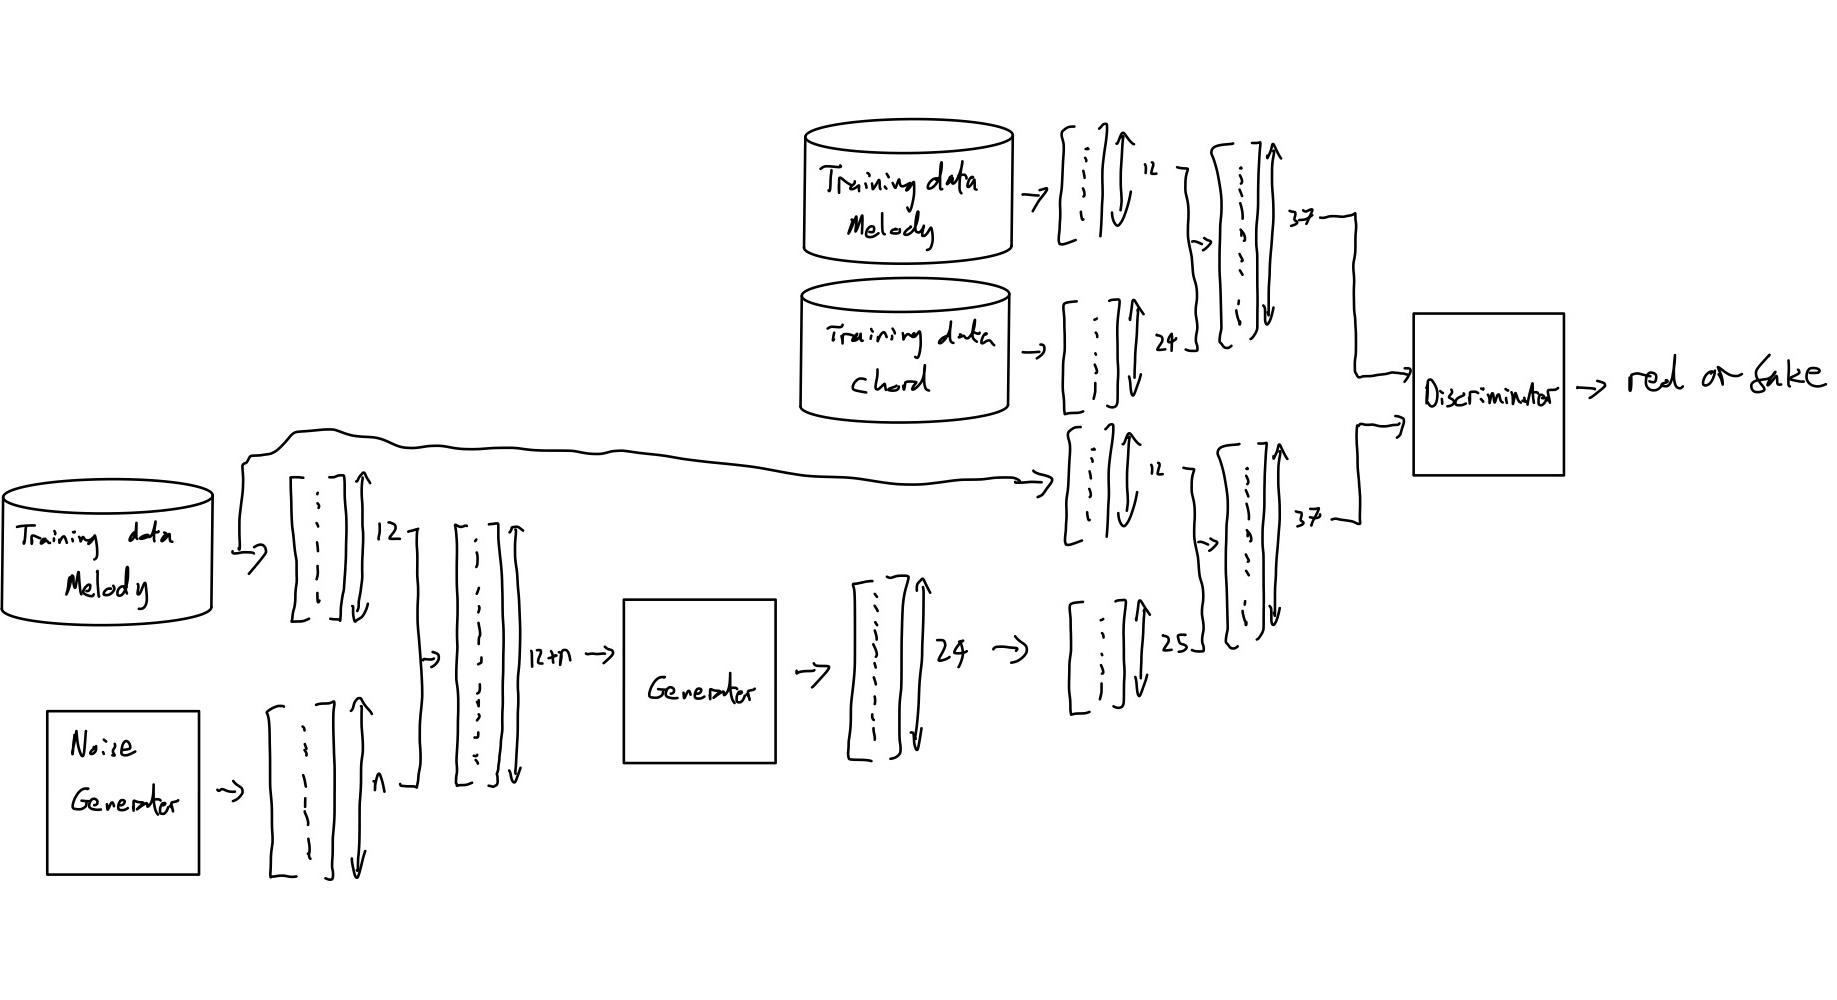 Training data
Melody
12
37
Training data
chord
24
Discriminator
red or fake
Training data
Melody
12
12
37
12+n
Generator
24
25
Noise
Generator
n